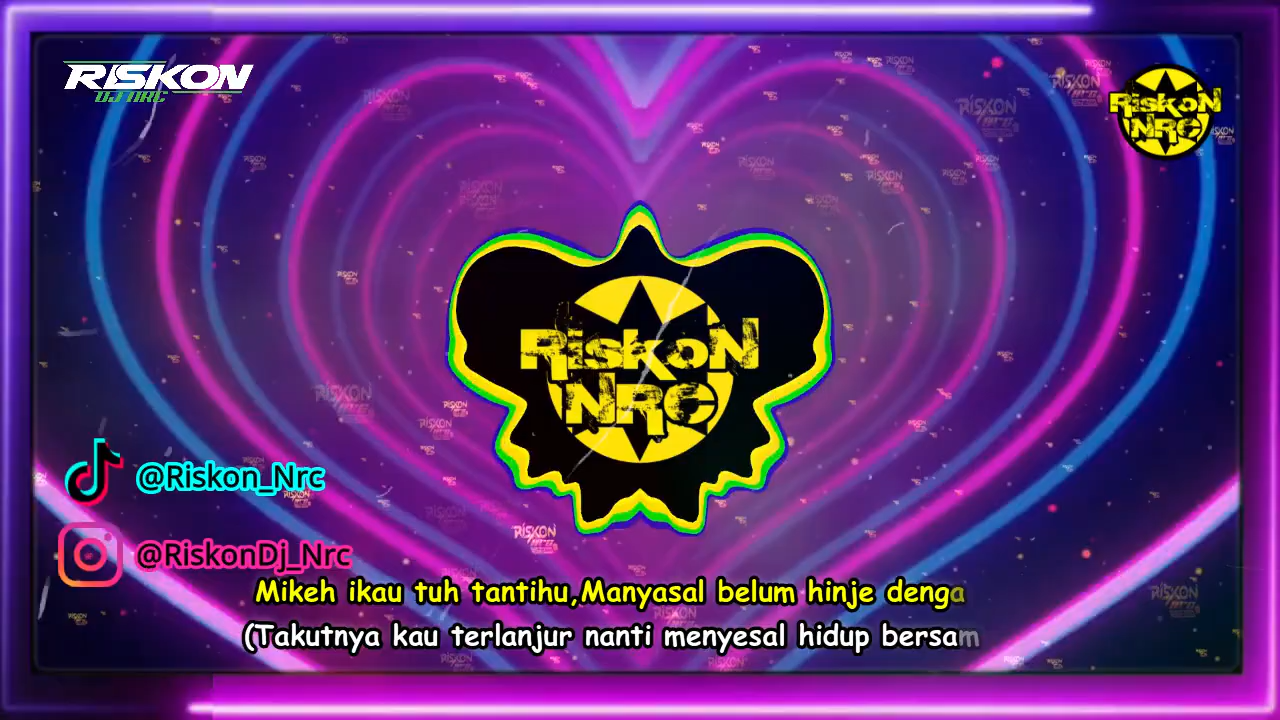 RISKON
DJ NRC
RiSKON
NRC
RiSKON
NRC
@Riskon_Nrc
@RiskonDj_Nrc
Mikeh ikau tuh tantihu,Manyasal belum hinje denga
(Takutnya kau terlanjur nanti menyesal hidup bersam